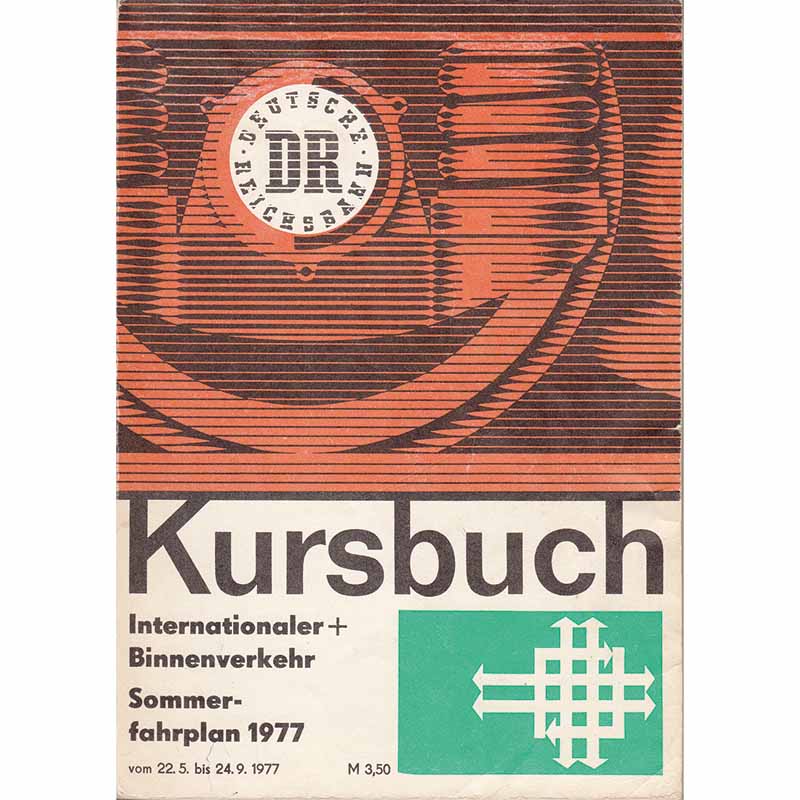 DEUTSCHE
DR
REICHSBAHN
Kursbuch
Internationaler+
Binnenverkehr
Sommer-
fahrplan 1977
vom 22.5. bis 24.9.1977
M 3,50